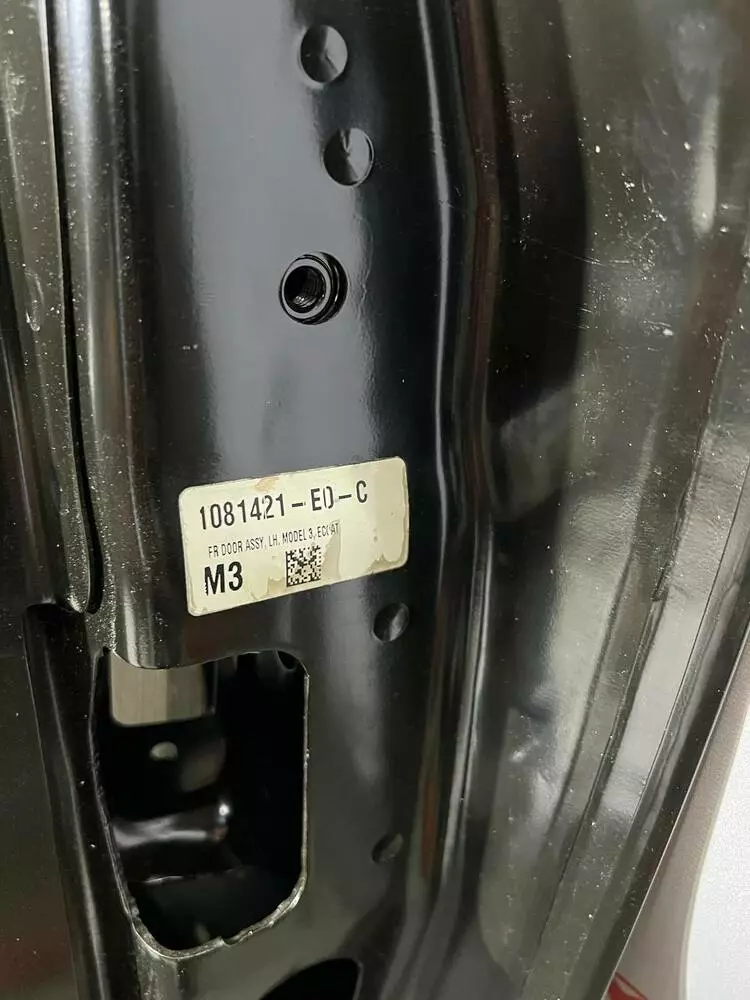 1081421-E0-C
FR DOOR ASSY, LH, MODEL 3, ECOAT
M3